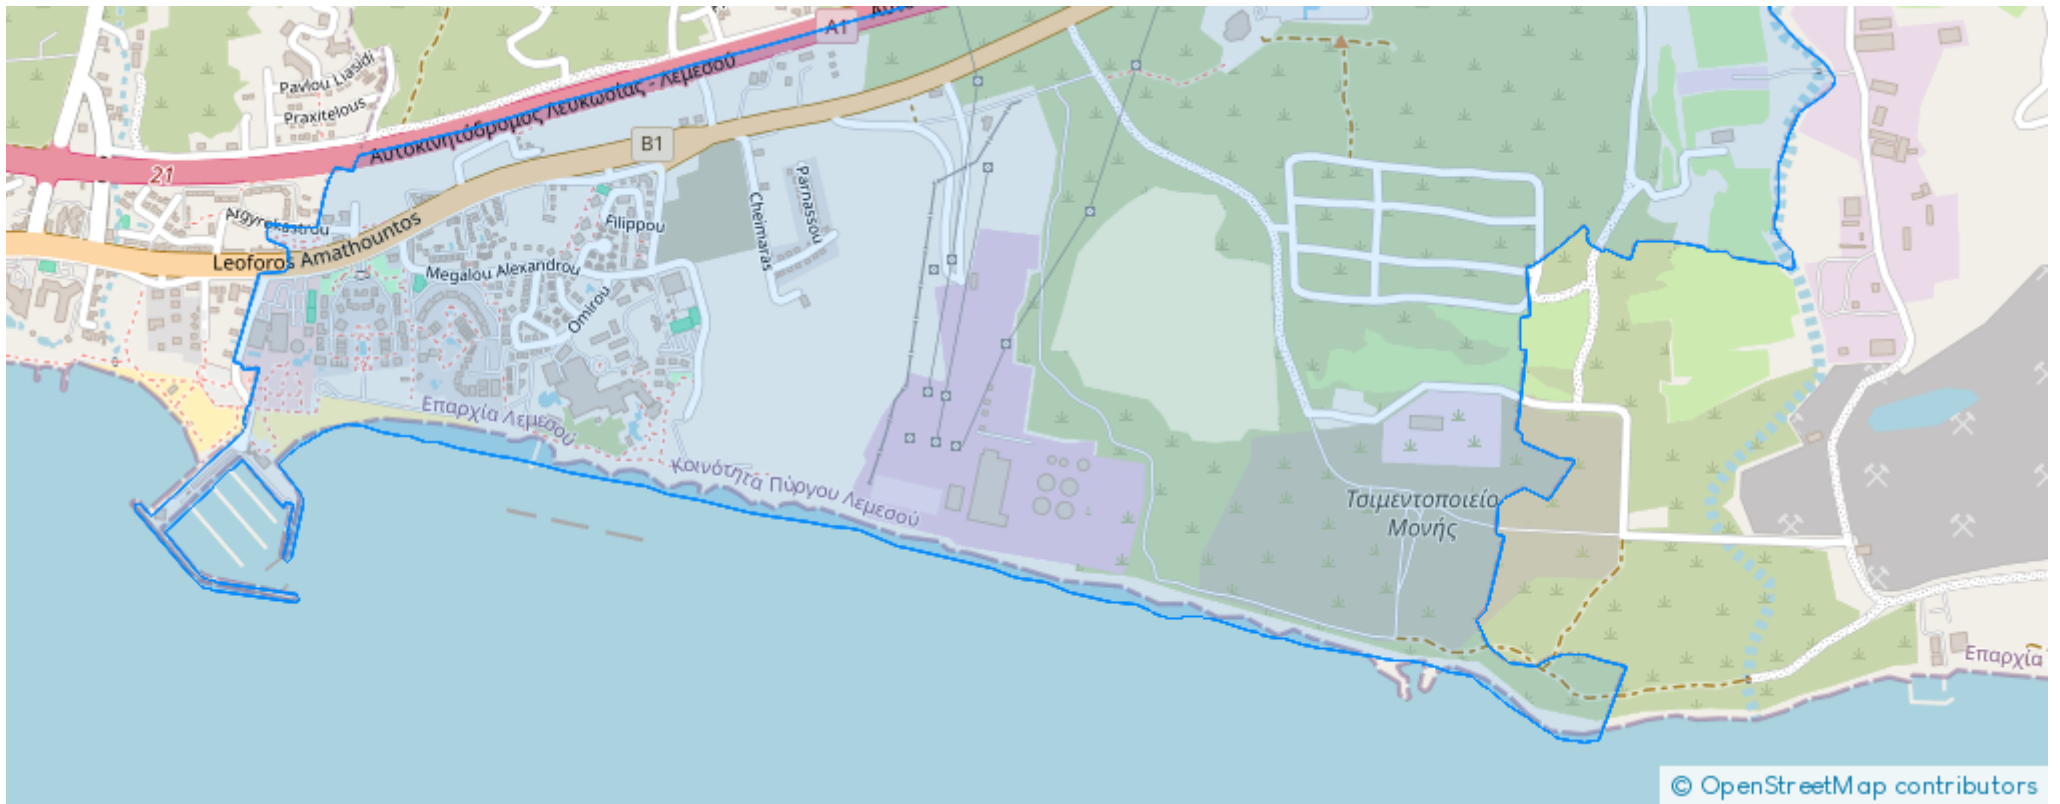 A1
Αυτοκινητόδρομος Λευκωσίας - Λεμεσού
Pavlou Liasidi
Praxitelous
B1
21
Argyrokastrou
Leoforos Amathountos
Filippou
Parnassou
Cheimaras
Megalou Alexandrou
Omirou
Επαρχία Λεμεσού
Κοινότητα Πύργου Λεμεσού
Τσιμεντοποιείο
Μονής
Επαρχία
© OpenStreetMap contributors